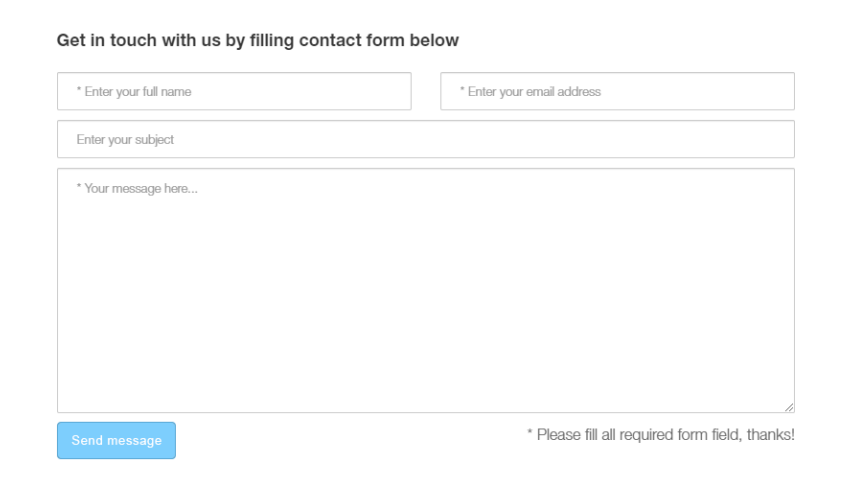 Get in touch with us by filling contact form below
* Enter your full name
* Enter your email address
Enter your subject
* Your message here...
Send message
* Please fill all required form field, thanks!